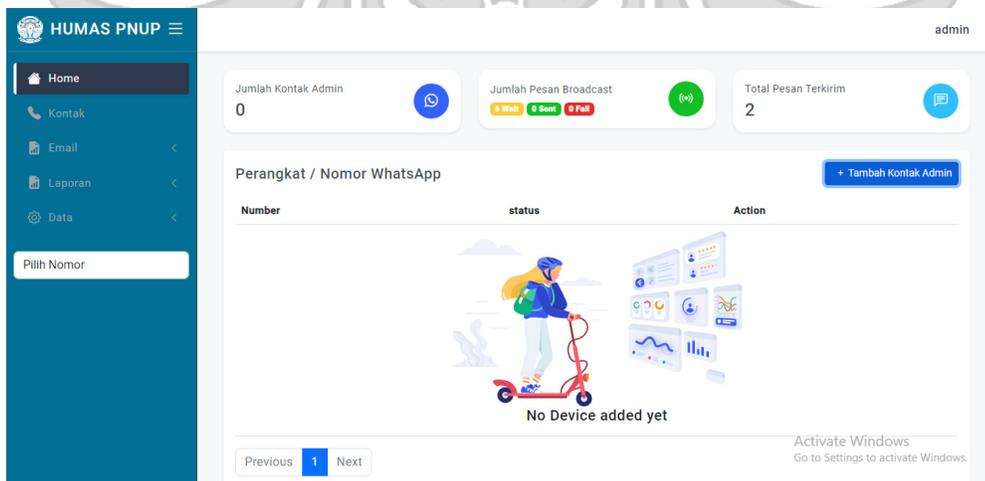 HUMAS PNUP
admin
Home
Kontak
Email
Laporan
Data
Pilih Nomor
Jumlah Kontak Admin
0
Jumlah Pesan Broadcast
6 Wait 0 Sent 0 Fail
Total Pesan Terkirim
2
Perangkat / Nomor WhatsApp
+ Tambah Kontak Admin
Number status Action
No Device added yet
Previous 1 Next
Activate Windows
Go to Settings to activate Windows.